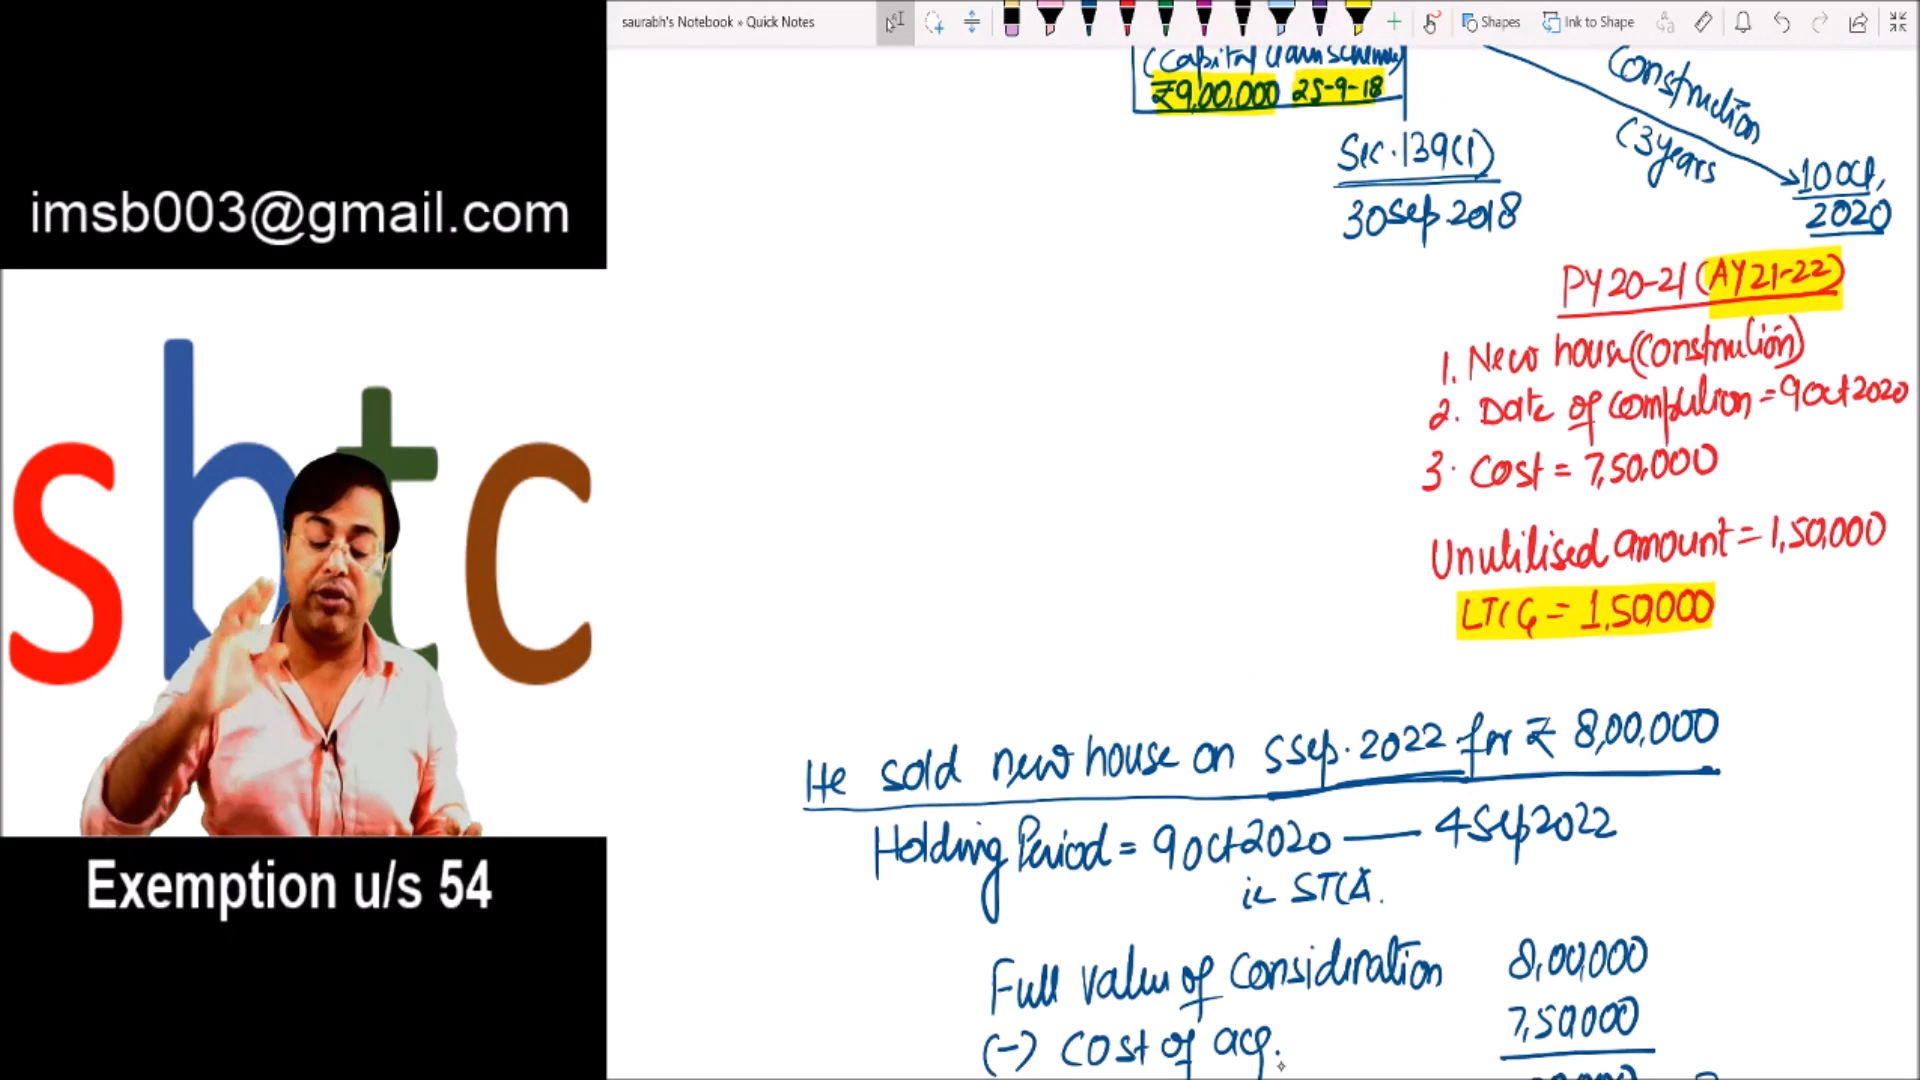 saurabh's Notebook » Quick Notes
Shapes
Ink to Shape
imsb003@gmail.com
sbtc
Exemption u/s 54
(Capital Gain scheme)
₹9,00,000 25-9-18
Sec.139(1)
30 Sep 2018
Construction
(3 years
10 Oct,
2020
PY 20-21 (AY 21-22)
1. New house (Construction)
2. Date of completion = 9 Oct 2020
3. Cost = 7,50,000
Unutilised amount = 1,50,000
LTCG = 1,50,000
He sold new house on 5 Sep. 2022 for ₹ 8,00,000
Holding Period = 9 Oct 2020 — 4 Sep 2022
ie STCA.
Full value of Consideration 8,00,000
(-) Cost of acq. 7,50,000